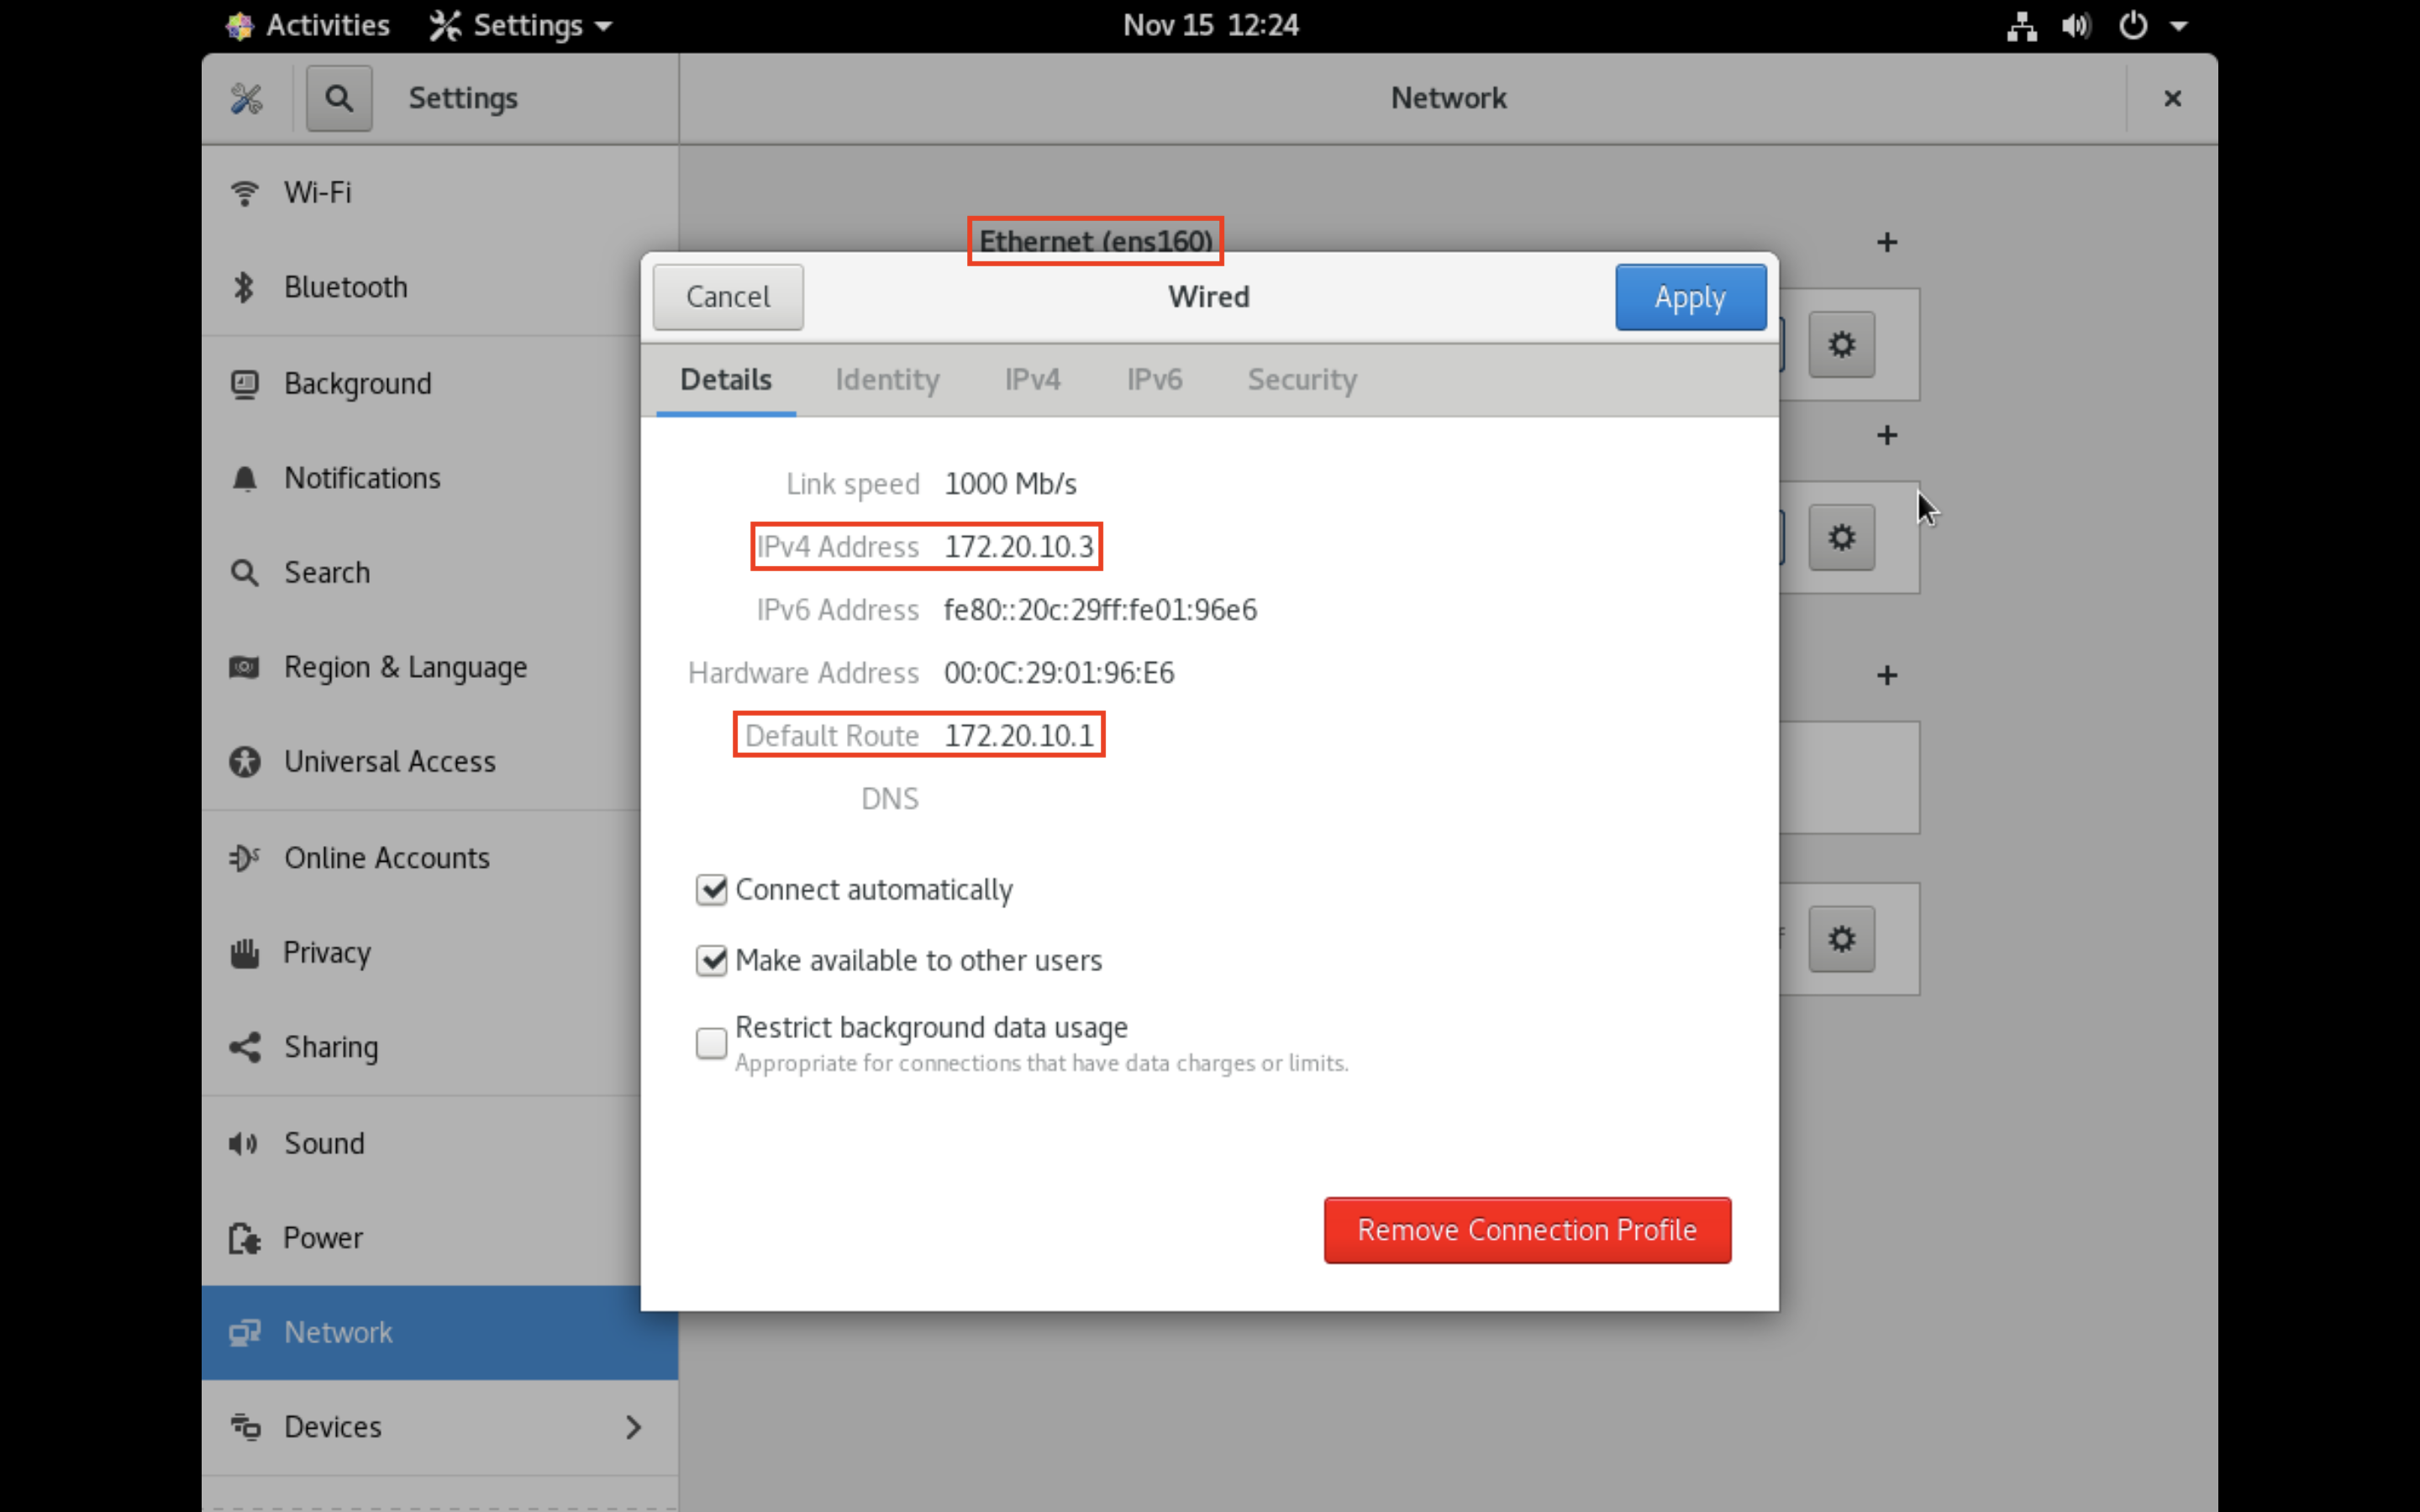 Activities Settings Nov 15 12:24
Settings Network
Wi-Fi
Bluetooth
Background
Notifications
Search
Region & Language
Universal Access
Online Accounts
Privacy
Sharing
Sound
Power
Network
Devices
Ethernet (ens160)
Cancel Wired Apply
Details Identity IPv4 IPv6 Security
Link speed 1000 Mb/s
IPv4 Address 172.20.10.3
IPv6 Address fe80::20c:29ff:fe01:96e6
Hardware Address 00:0C:29:01:96:E6
Default Route 172.20.10.1
DNS
Connect automatically
Make available to other users
Restrict background data usage
Appropriate for connections that have data charges or limits.
Remove Connection Profile